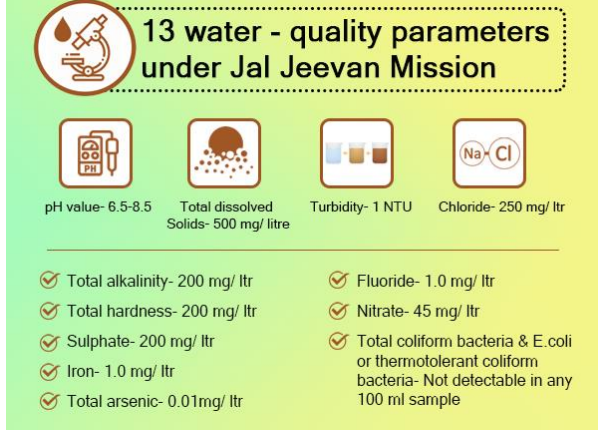 13 water - quality parameters
under Jal Jeevan Mission
PH
Na Cl
pH value- 6.5-8.5
Total dissolved
Solids- 500 mg/ litre
Turbidity- 1 NTU
Chloride- 250 mg/ ltr
Total alkalinity- 200 mg/ ltr
Total hardness- 200 mg/ ltr
Sulphate- 200 mg/ ltr
Iron- 1.0 mg/ ltr
Total arsenic- 0.01mg/ ltr
Fluoride- 1.0 mg/ ltr
Nitrate- 45 mg/ ltr
Total coliform bacteria & E.coli
or thermotolerant coliform
bacteria- Not detectable in any
100 ml sample